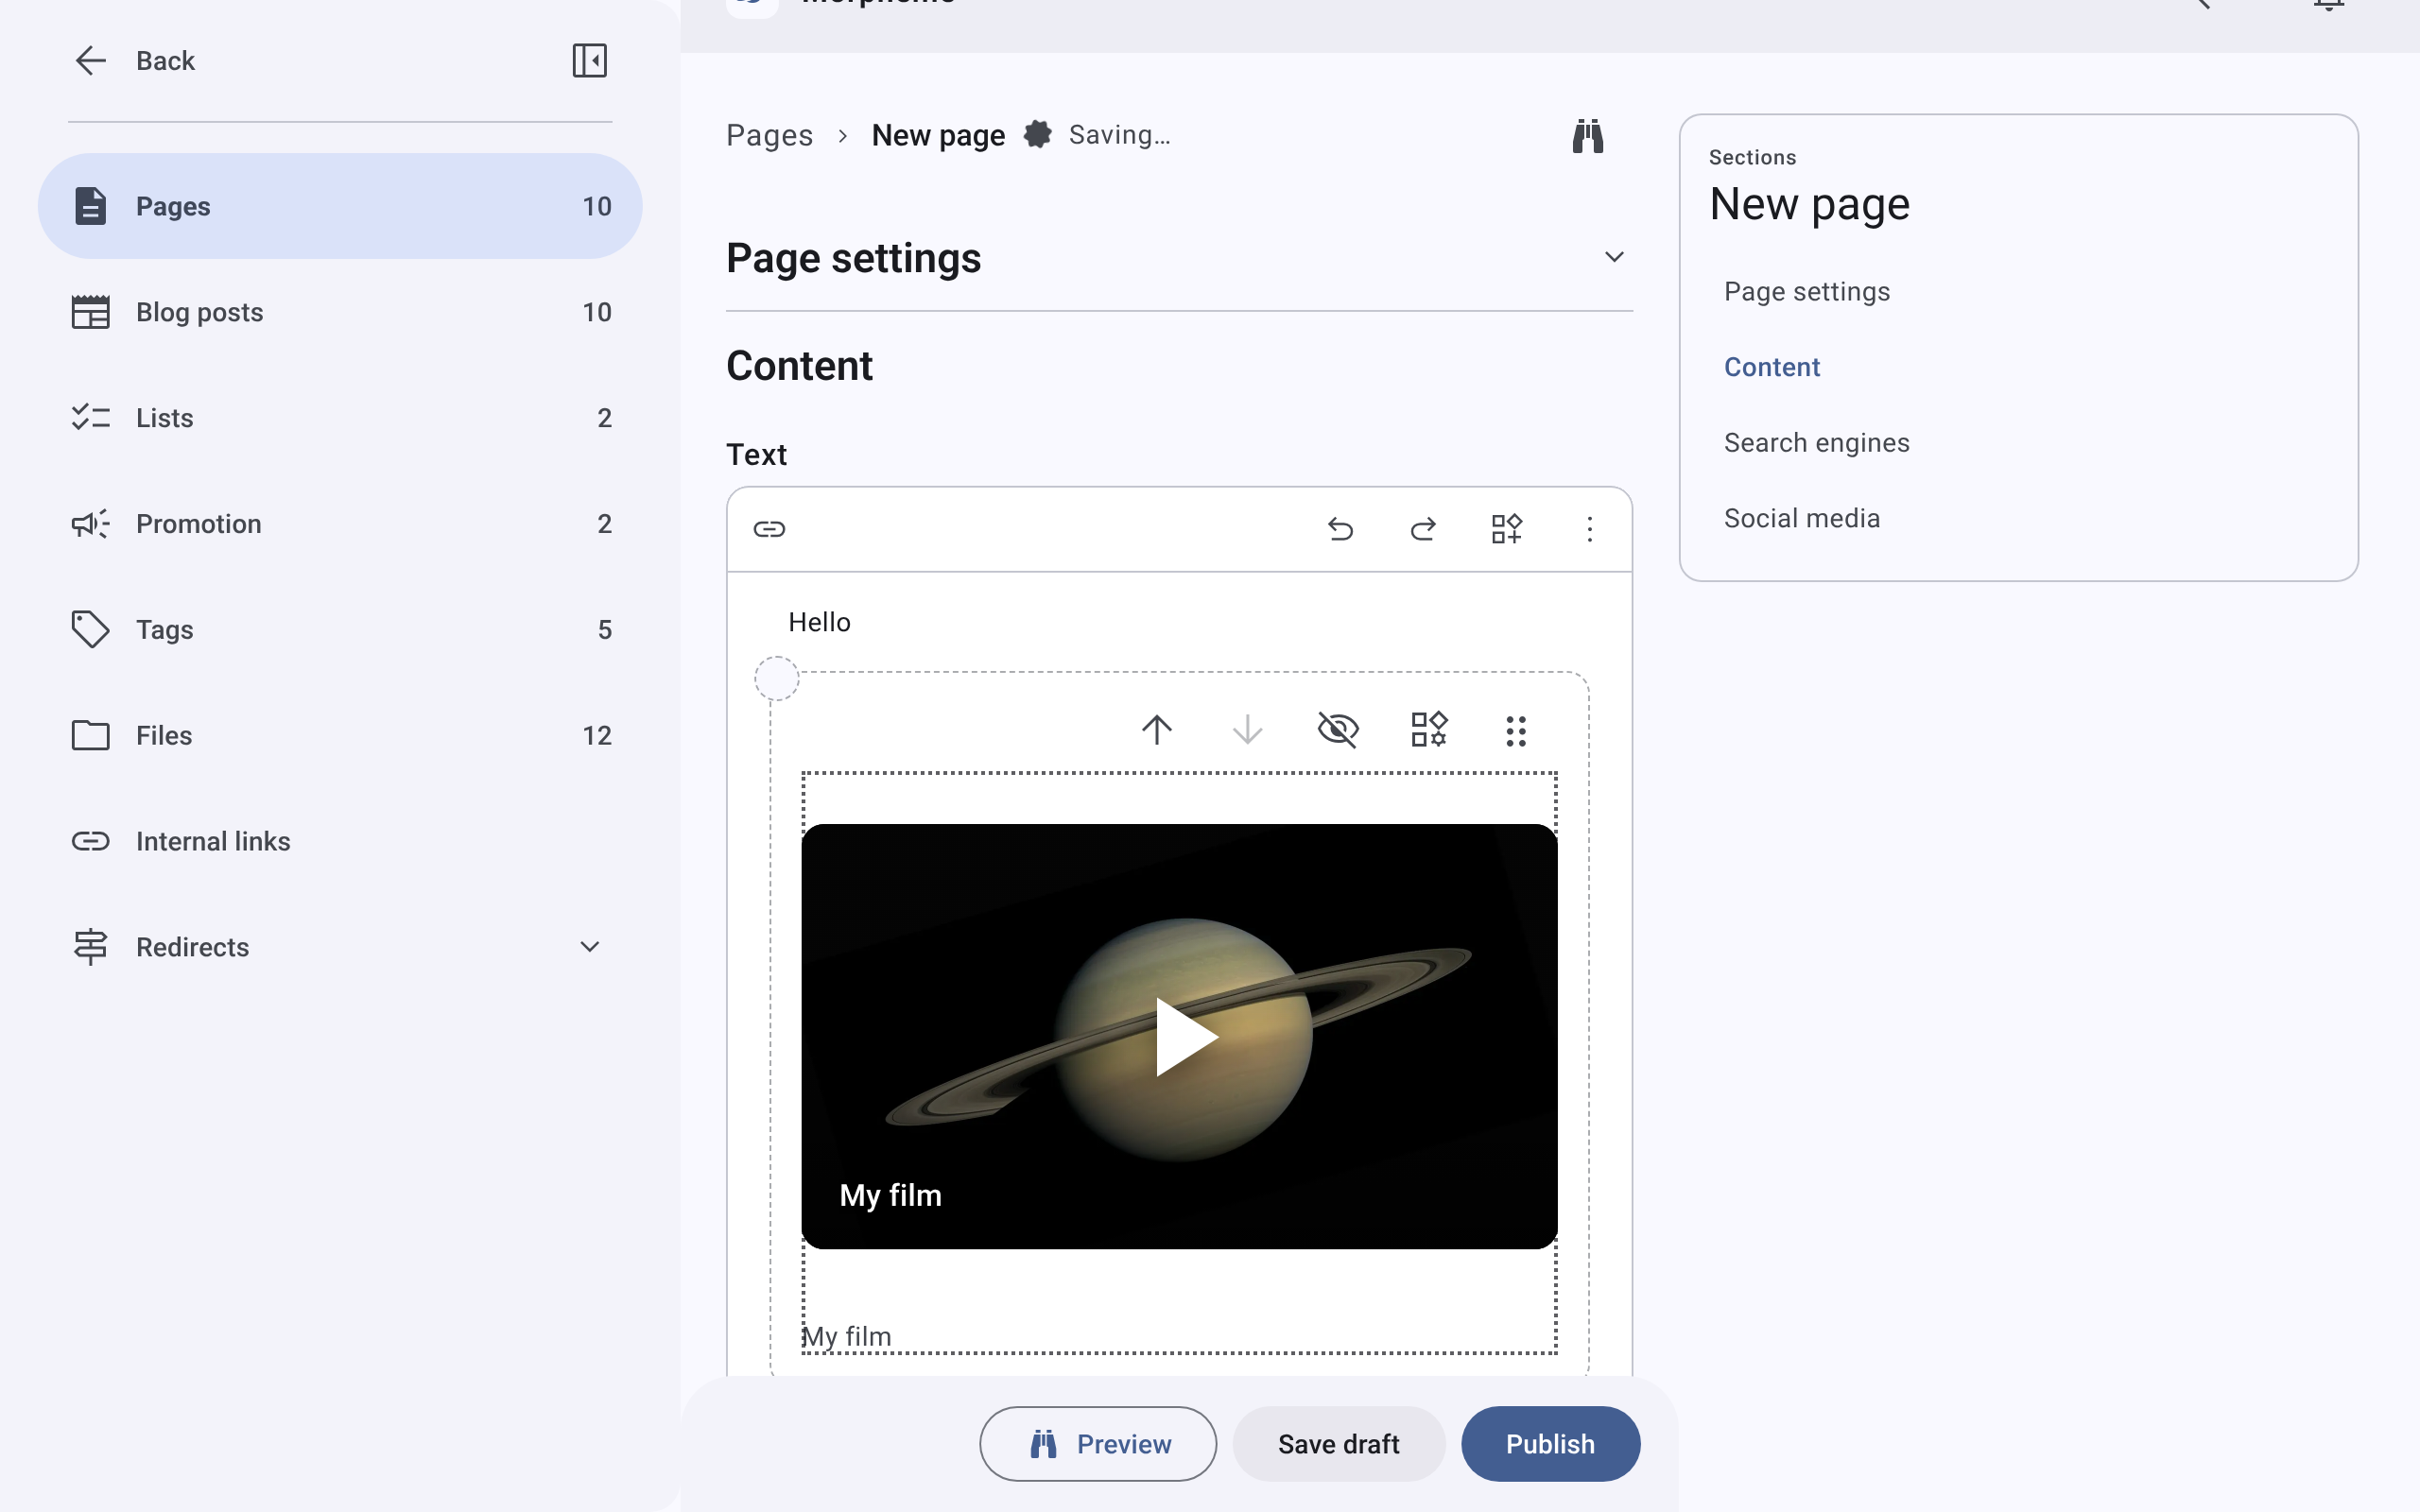 Back
Pages 10
Blog posts 10
Lists 2
Promotion 2
Tags 5
Files 12
Internal links
Redirects
Pages > New page Saving…
Page settings
Content
Text
Hello
My film
My film
Preview Save draft Publish
Sections
New page
Page settings
Content
Search engines
Social media